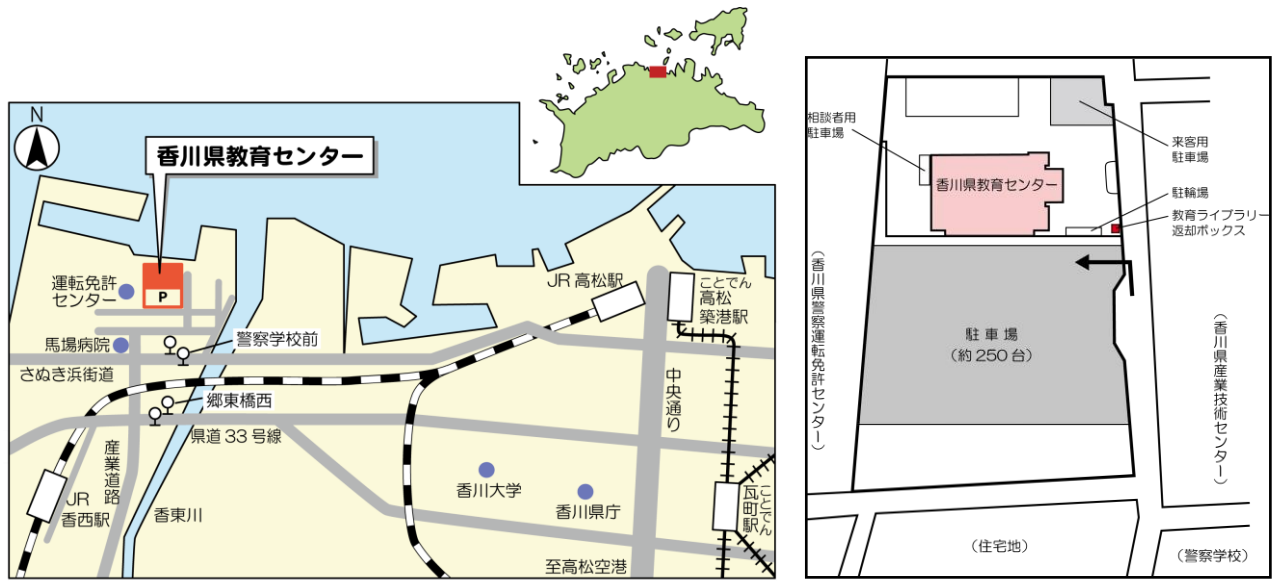 N
香川県教育センター
運転免許
センター
P
馬場病院
警察学校前
さぬき浜街道
郷東橋西
県道33号線
産業道路
JR
香西駅
香東川
JR高松駅
ことでん
高松
築港駅
中央通り
香川大学
香川県庁
ことでん
瓦町駅
至高松空港
相談者用
駐車場
来客用
駐車場
香川県教育センター
駐輪場
教育ライブラリー
返却ボックス
(香川県警察運転免許センター)
駐車場
(約250台)
(香川県産業技術センター)
(住宅地)
(警察学校)